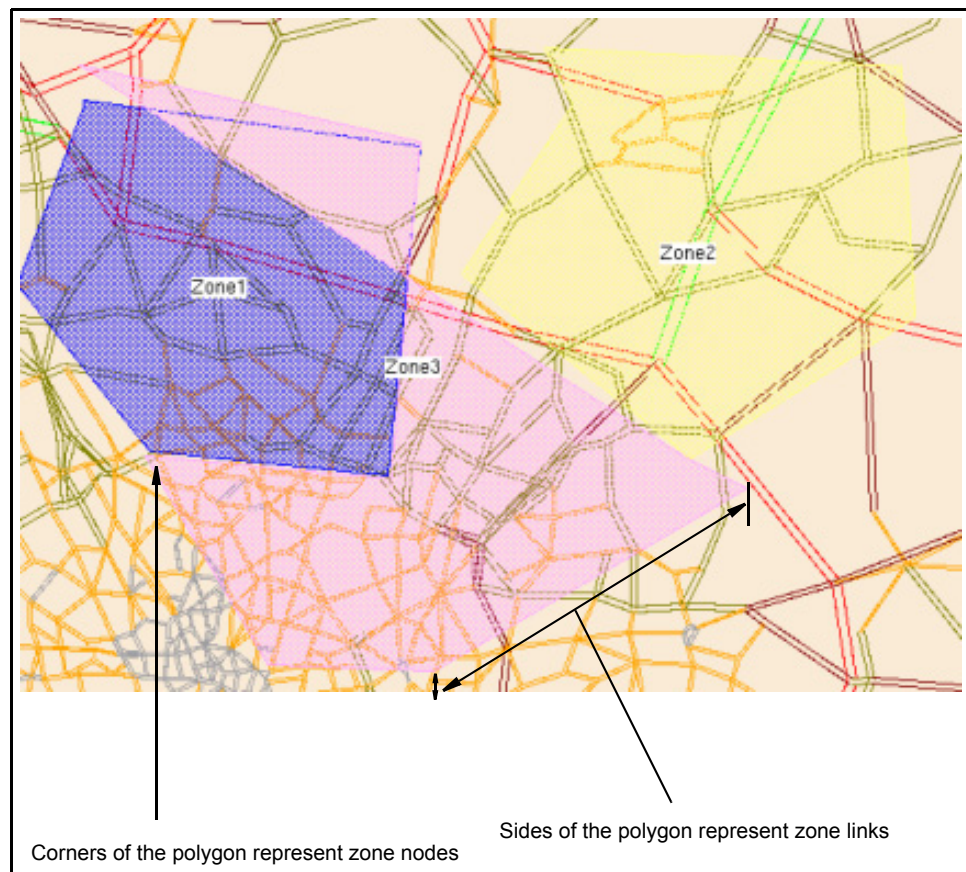 Zone2
Zone1
Zone3
Sides of the polygon represent zone links
Corners of the polygon represent zone nodes